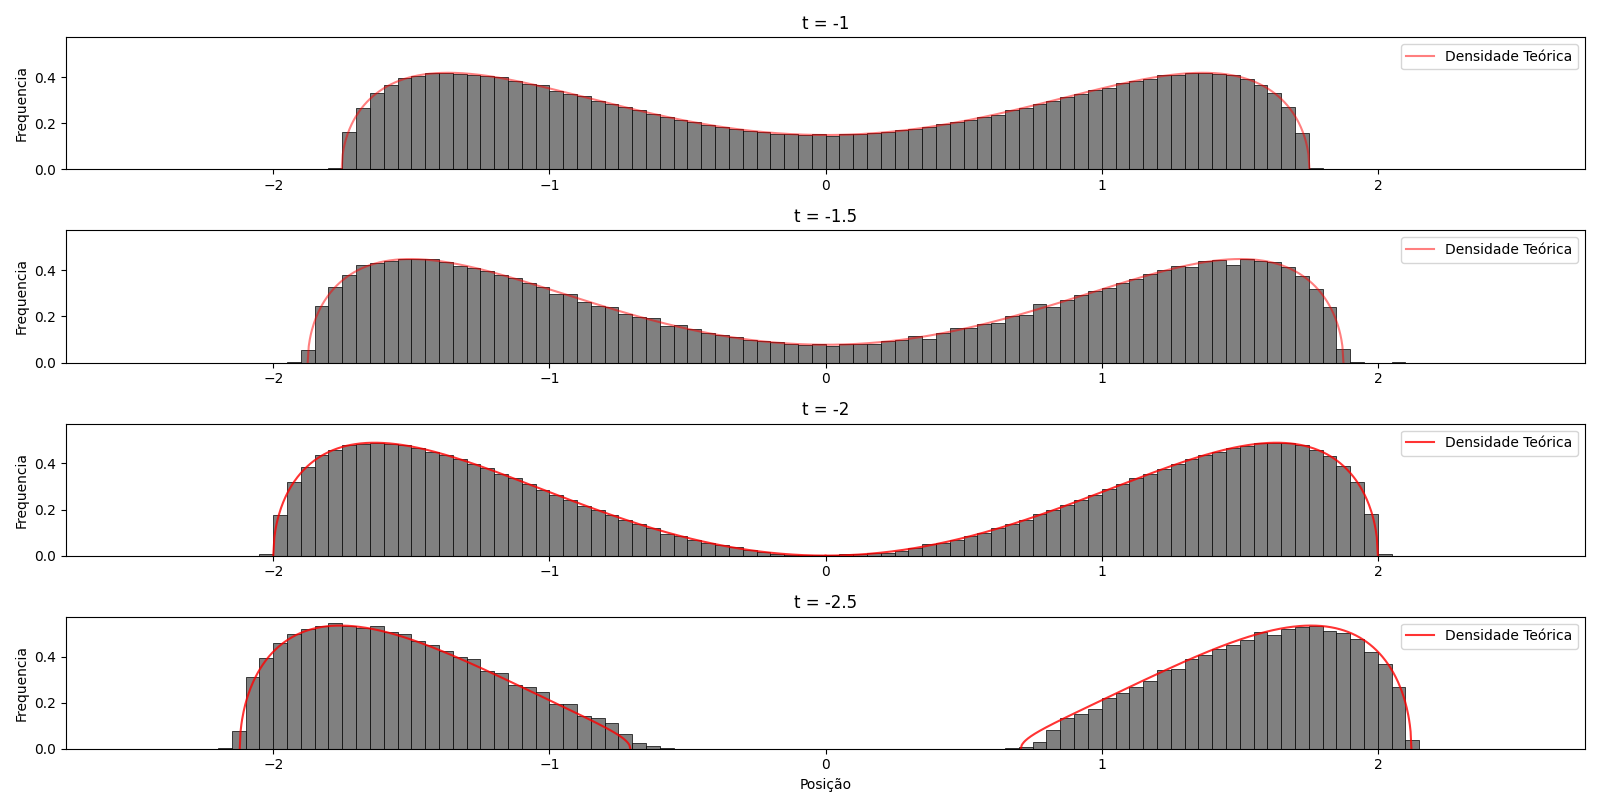 t = -1
Densidade Teórica
Frequencia
0.4
0.2
0.0
−2 −1 0 1 2
t = -1.5
Densidade Teórica
Frequencia
0.4
0.2
0.0
−2 −1 0 1 2
t = -2
Densidade Teórica
Frequencia
0.4
0.2
0.0
−2 −1 0 1 2
t = -2.5
Densidade Teórica
Frequencia
0.4
0.2
0.0
−2 −1 0 1 2
Posição